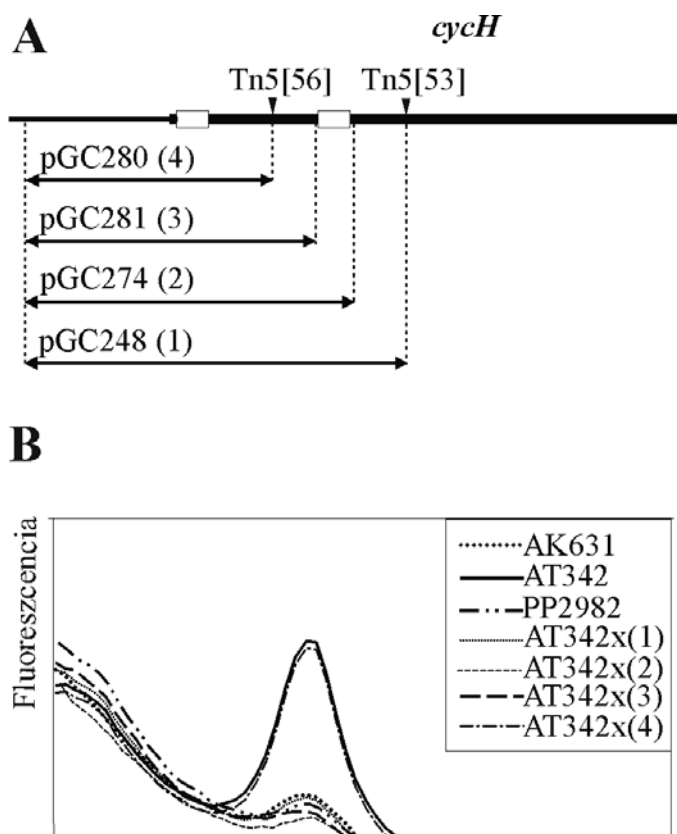 A
cycH
Tn5[56]
Tn5[53]
pGC280 (4)
pGC281 (3)
pGC274 (2)
pGC248 (1)
B
Fluoreszcencia
AK631
AT342
PP2982
AT342x(1)
AT342x(2)
AT342x(3)
AT342x(4)